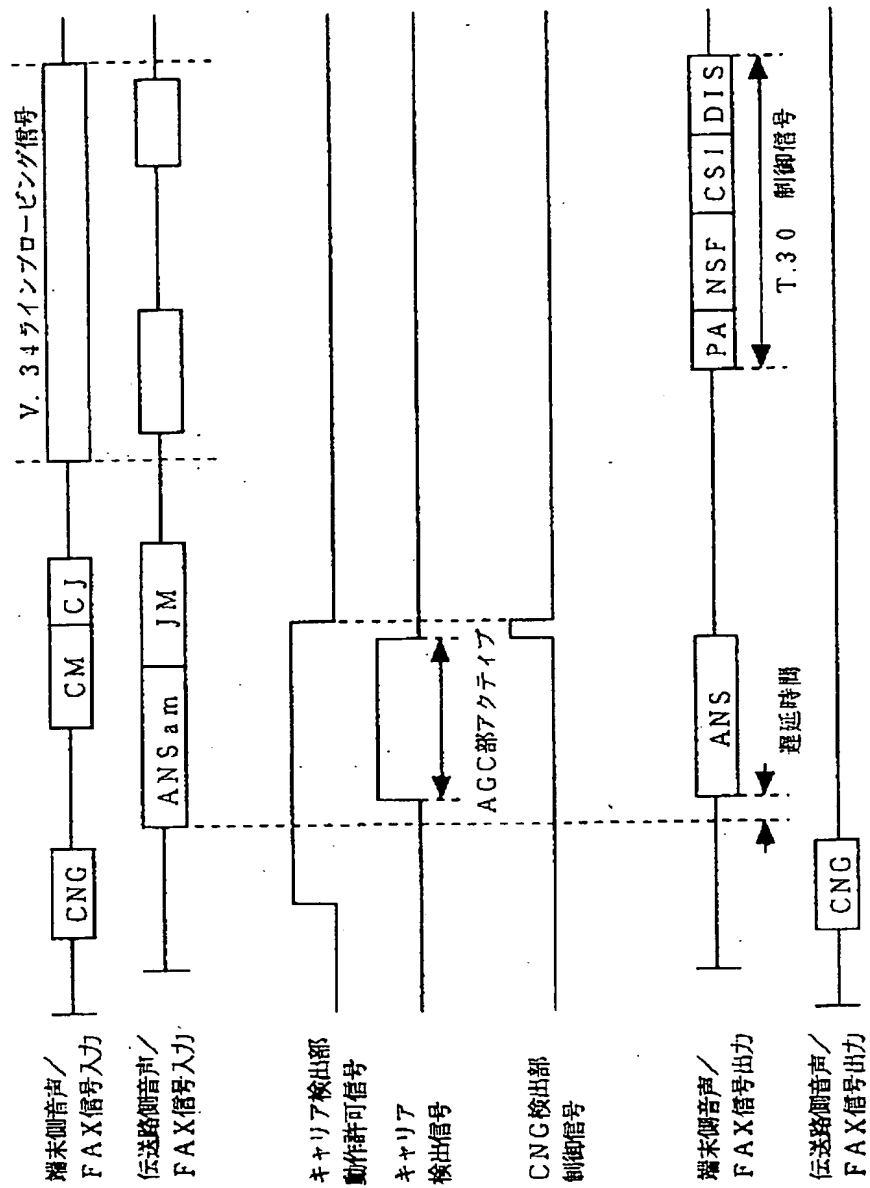 端末側音声／
FAX信号入力
CNG
CM
CJ
V.34ラインプロービング信号
伝送路側音声／
FAX信号入力
ANSam
JM
キャリア検出部
動作許可信号
キャリア
検出信号
AGC部アクティブ
CNG検出部
制御信号
端末側音声／
FAX信号出力
ANS
PA
NSF
CSI
DIS
遅延時間
T.30 制御信号
伝送路側音声／
FAX信号出力
CNG